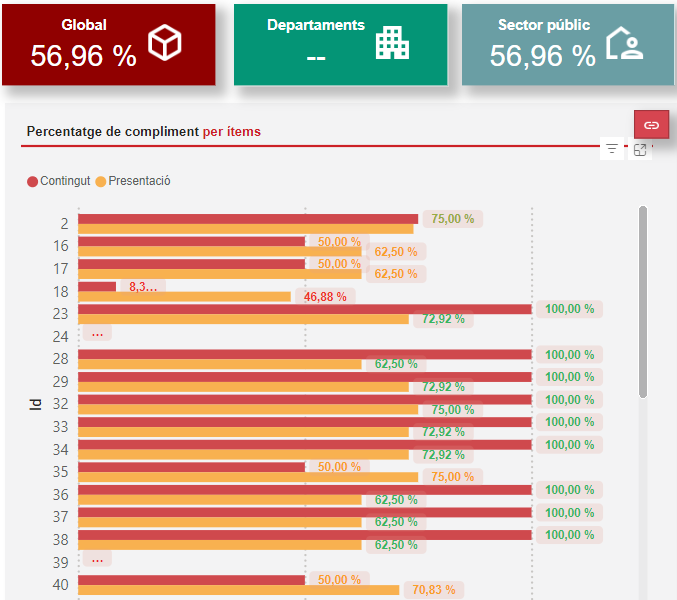 Global
56,96 %
Departaments
--
Sector públic
56,96 %
Percentatge de compliment per ítems
Contingut Presentació
Id
2 75,00 %
16 50,00 %
62,50 %
17 50,00 %
62,50 %
18 8,3...
46,88 %
23 100,00 %
72,92 %
24 ...
28 100,00 %
62,50 %
29 100,00 %
72,92 %
32 100,00 %
75,00 %
33 100,00 %
72,92 %
34 100,00 %
72,92 %
35 50,00 %
75,00 %
36 100,00 %
62,50 %
37 100,00 %
62,50 %
38 100,00 %
62,50 %
39 ...
40 50,00 %
70,83 %